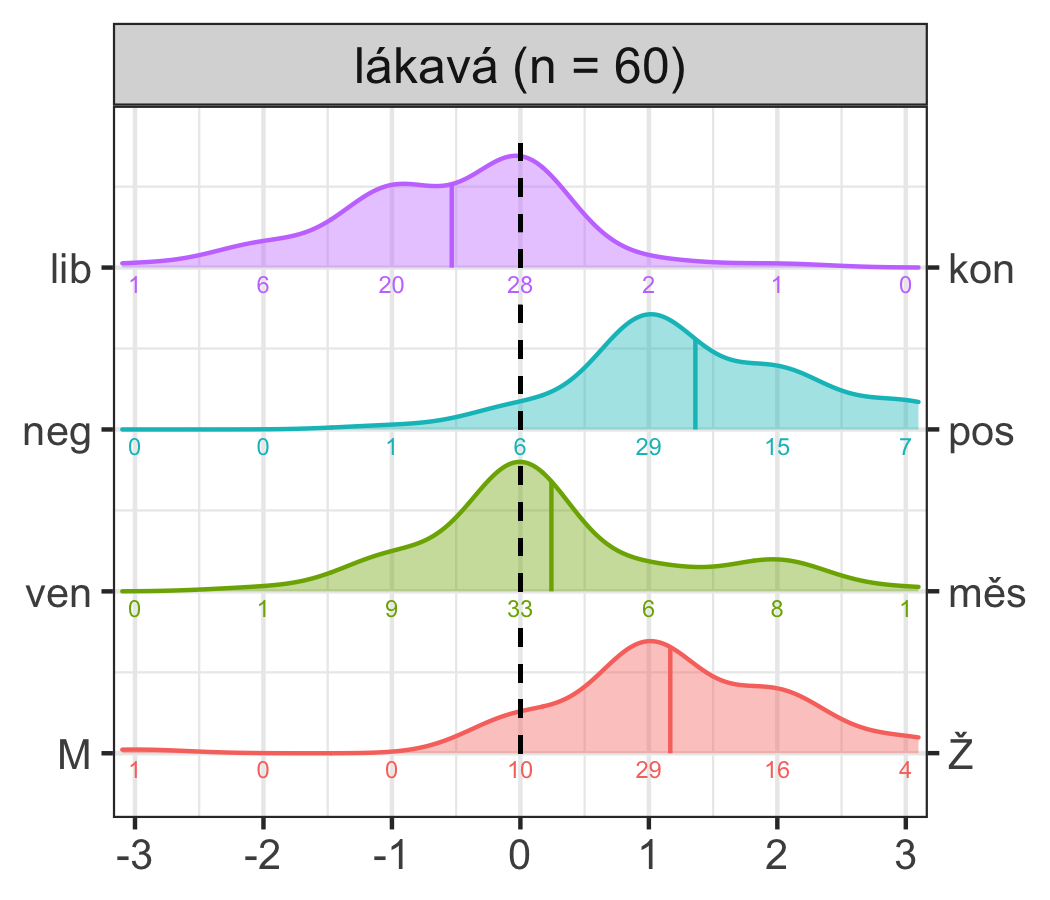 lákavá (n = 60)
lib kon
1 6 20 28 2 1 0
neg pos
0 0 1 6 29 15 7
ven měs
0 1 9 33 6 8 1
M Ž
1 0 0 10 29 16 4
-3 -2 -1 0 1 2 3